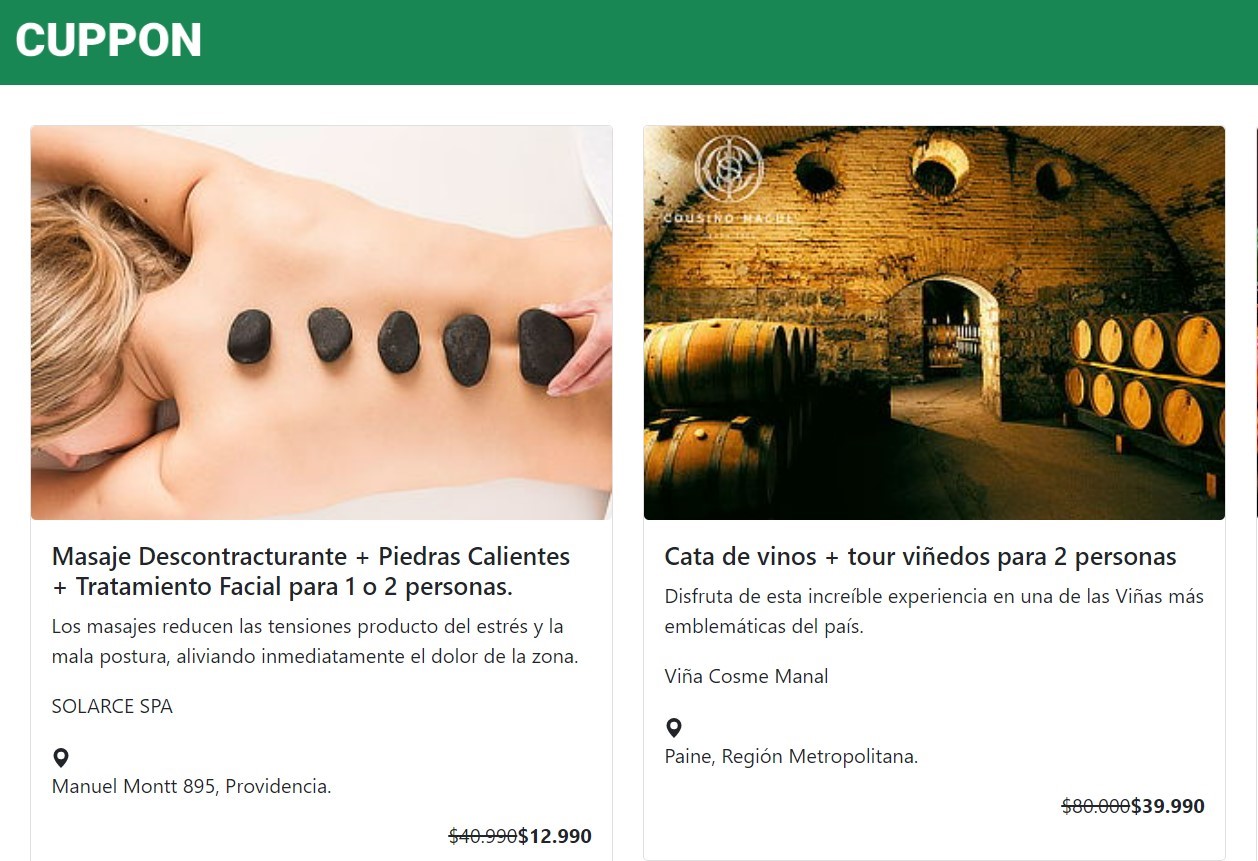 CUPPON
COUSIÑO MACUL
Masaje Descontracturante + Piedras Calientes
+ Tratamiento Facial para 1 o 2 personas.
Los masajes reducen las tensiones producto del estrés y la
mala postura, aliviando inmediatamente el dolor de la zona.
SOLARCE SPA
Manuel Montt 895, Providencia.
$40.990$12.990
Cata de vinos + tour viñedos para 2 personas
Disfruta de esta increíble experiencia en una de las Viñas más
emblemáticas del país.
Viña Cosme Manal
Paine, Región Metropolitana.
$80.000$39.990